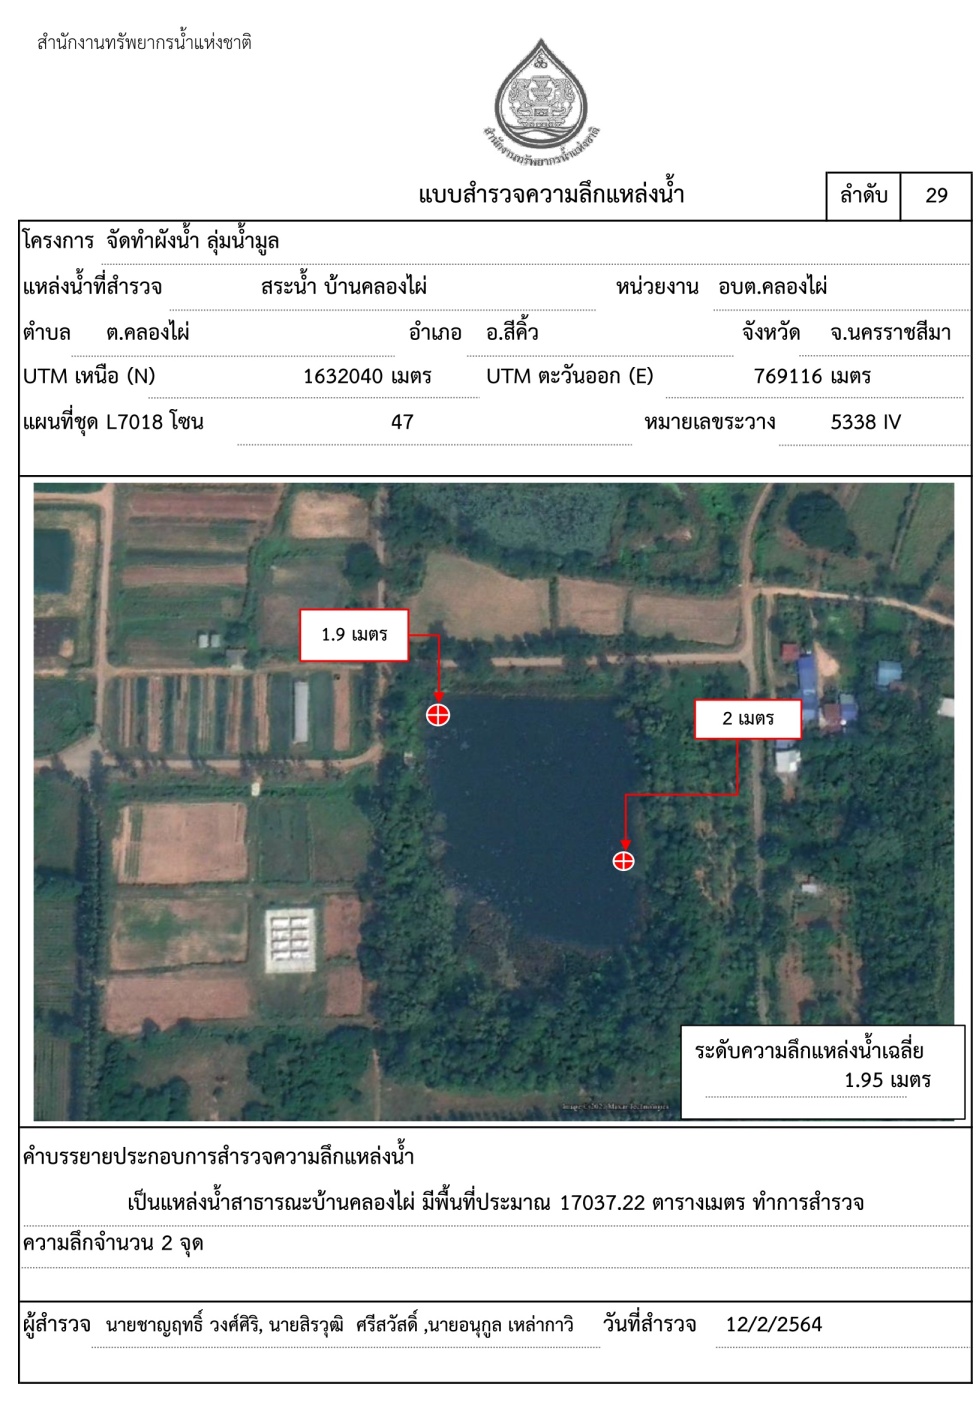 สำนักงานทรัพยากรน้ำแห่งชาติ
สำนักงานทรัพยากรน้ำแห่งชาติ
แบบสำรวจความลึกแหล่งน้ำ ลำดับ 29
โครงการ จัดทำผังน้ำ ลุ่มน้ำมูล
แหล่งน้ำที่สำรวจ สระน้ำ บ้านคลองไผ่ หน่วยงาน อบต.คลองไผ่
ตำบล ต.คลองไผ่ อำเภอ อ.สีคิ้ว จังหวัด จ.นครราชสีมา
UTM เหนือ (N) 1632040 เมตร UTM ตะวันออก (E) 769116 เมตร
แผนที่ชุด L7018 โซน 47 หมายเลขระวาง 5338 IV
1.9 เมตร
2 เมตร
ระดับความลึกแหล่งน้ำเฉลี่ย
1.95 เมตร
คำบรรยายประกอบการสำรวจความลึกแหล่งน้ำ
เป็นแหล่งน้ำสาธารณะบ้านคลองไผ่ มีพื้นที่ประมาณ 17037.22 ตารางเมตร ทำการสำรวจ
ความลึกจำนวน 2 จุด
ผู้สำรวจ นายชาญฤทธิ์ วงศ์ศิริ, นายสิรวุฒิ ศรีสวัสดิ์ ,นายอนุกูล เหล่ากาวิ วันที่สำรวจ 12/2/2564